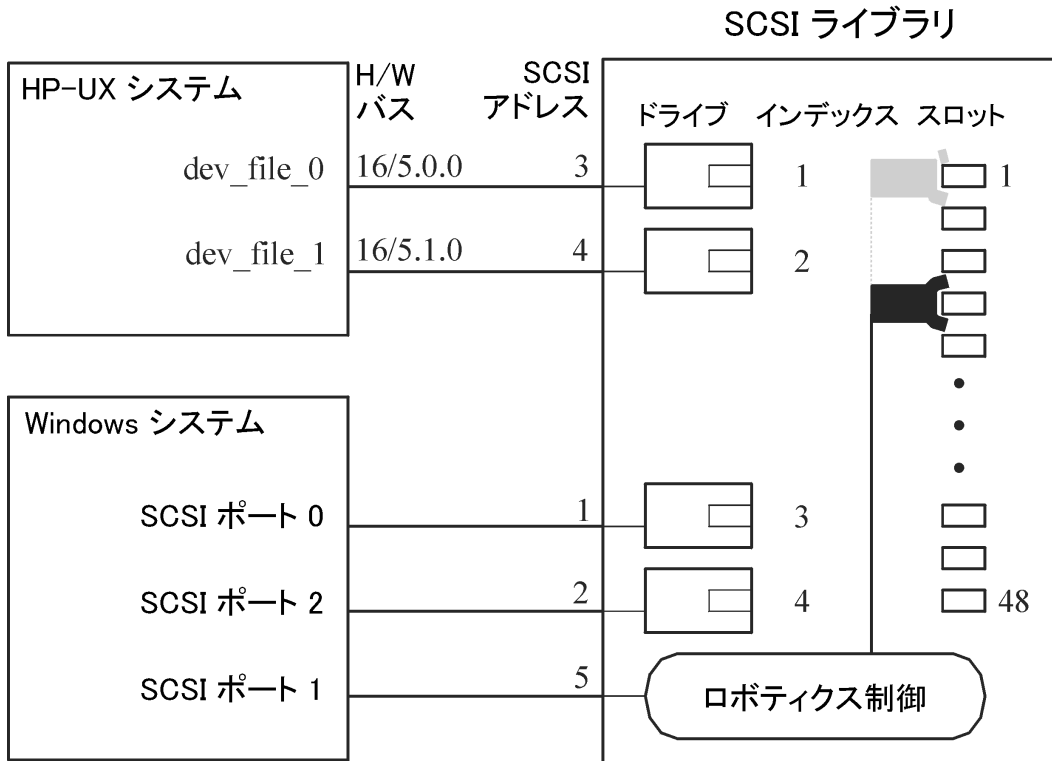 SCSI ライブラリ
HP-UX システム
H/W
バス
SCSI
アドレス
ドライブ インデックス スロット
dev_file_0 16/5.0.0 3 1 1
dev_file_1 16/5.1.0 4 2
Windows システム
SCSI ポート 0 1 3
SCSI ポート 2 2 4 48
SCSI ポート 1 5
ロボティクス制御